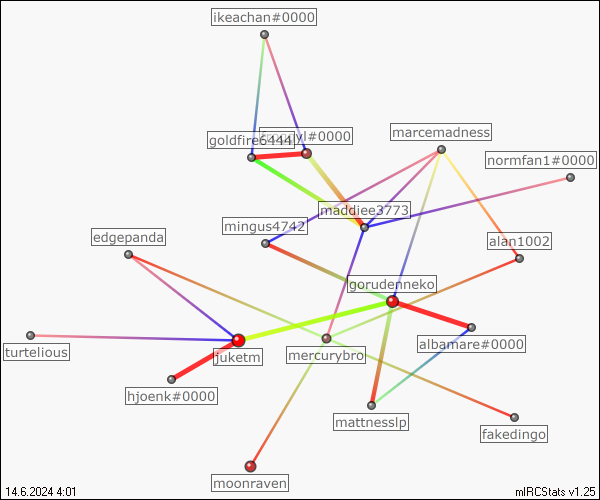 ikeachan#0000
goldfire6444
yl#0000
marcemadness
normfan1#0000
maddiee3773
mingus4742
edgepanda
alan1002
gorudenneko
turtelious
juketm
mercurybro
albamare#0000
hjoenk#0000
mattnesslp
fakedingo
moonraven
14.6.2024 4:01
mIRCStats v1.25